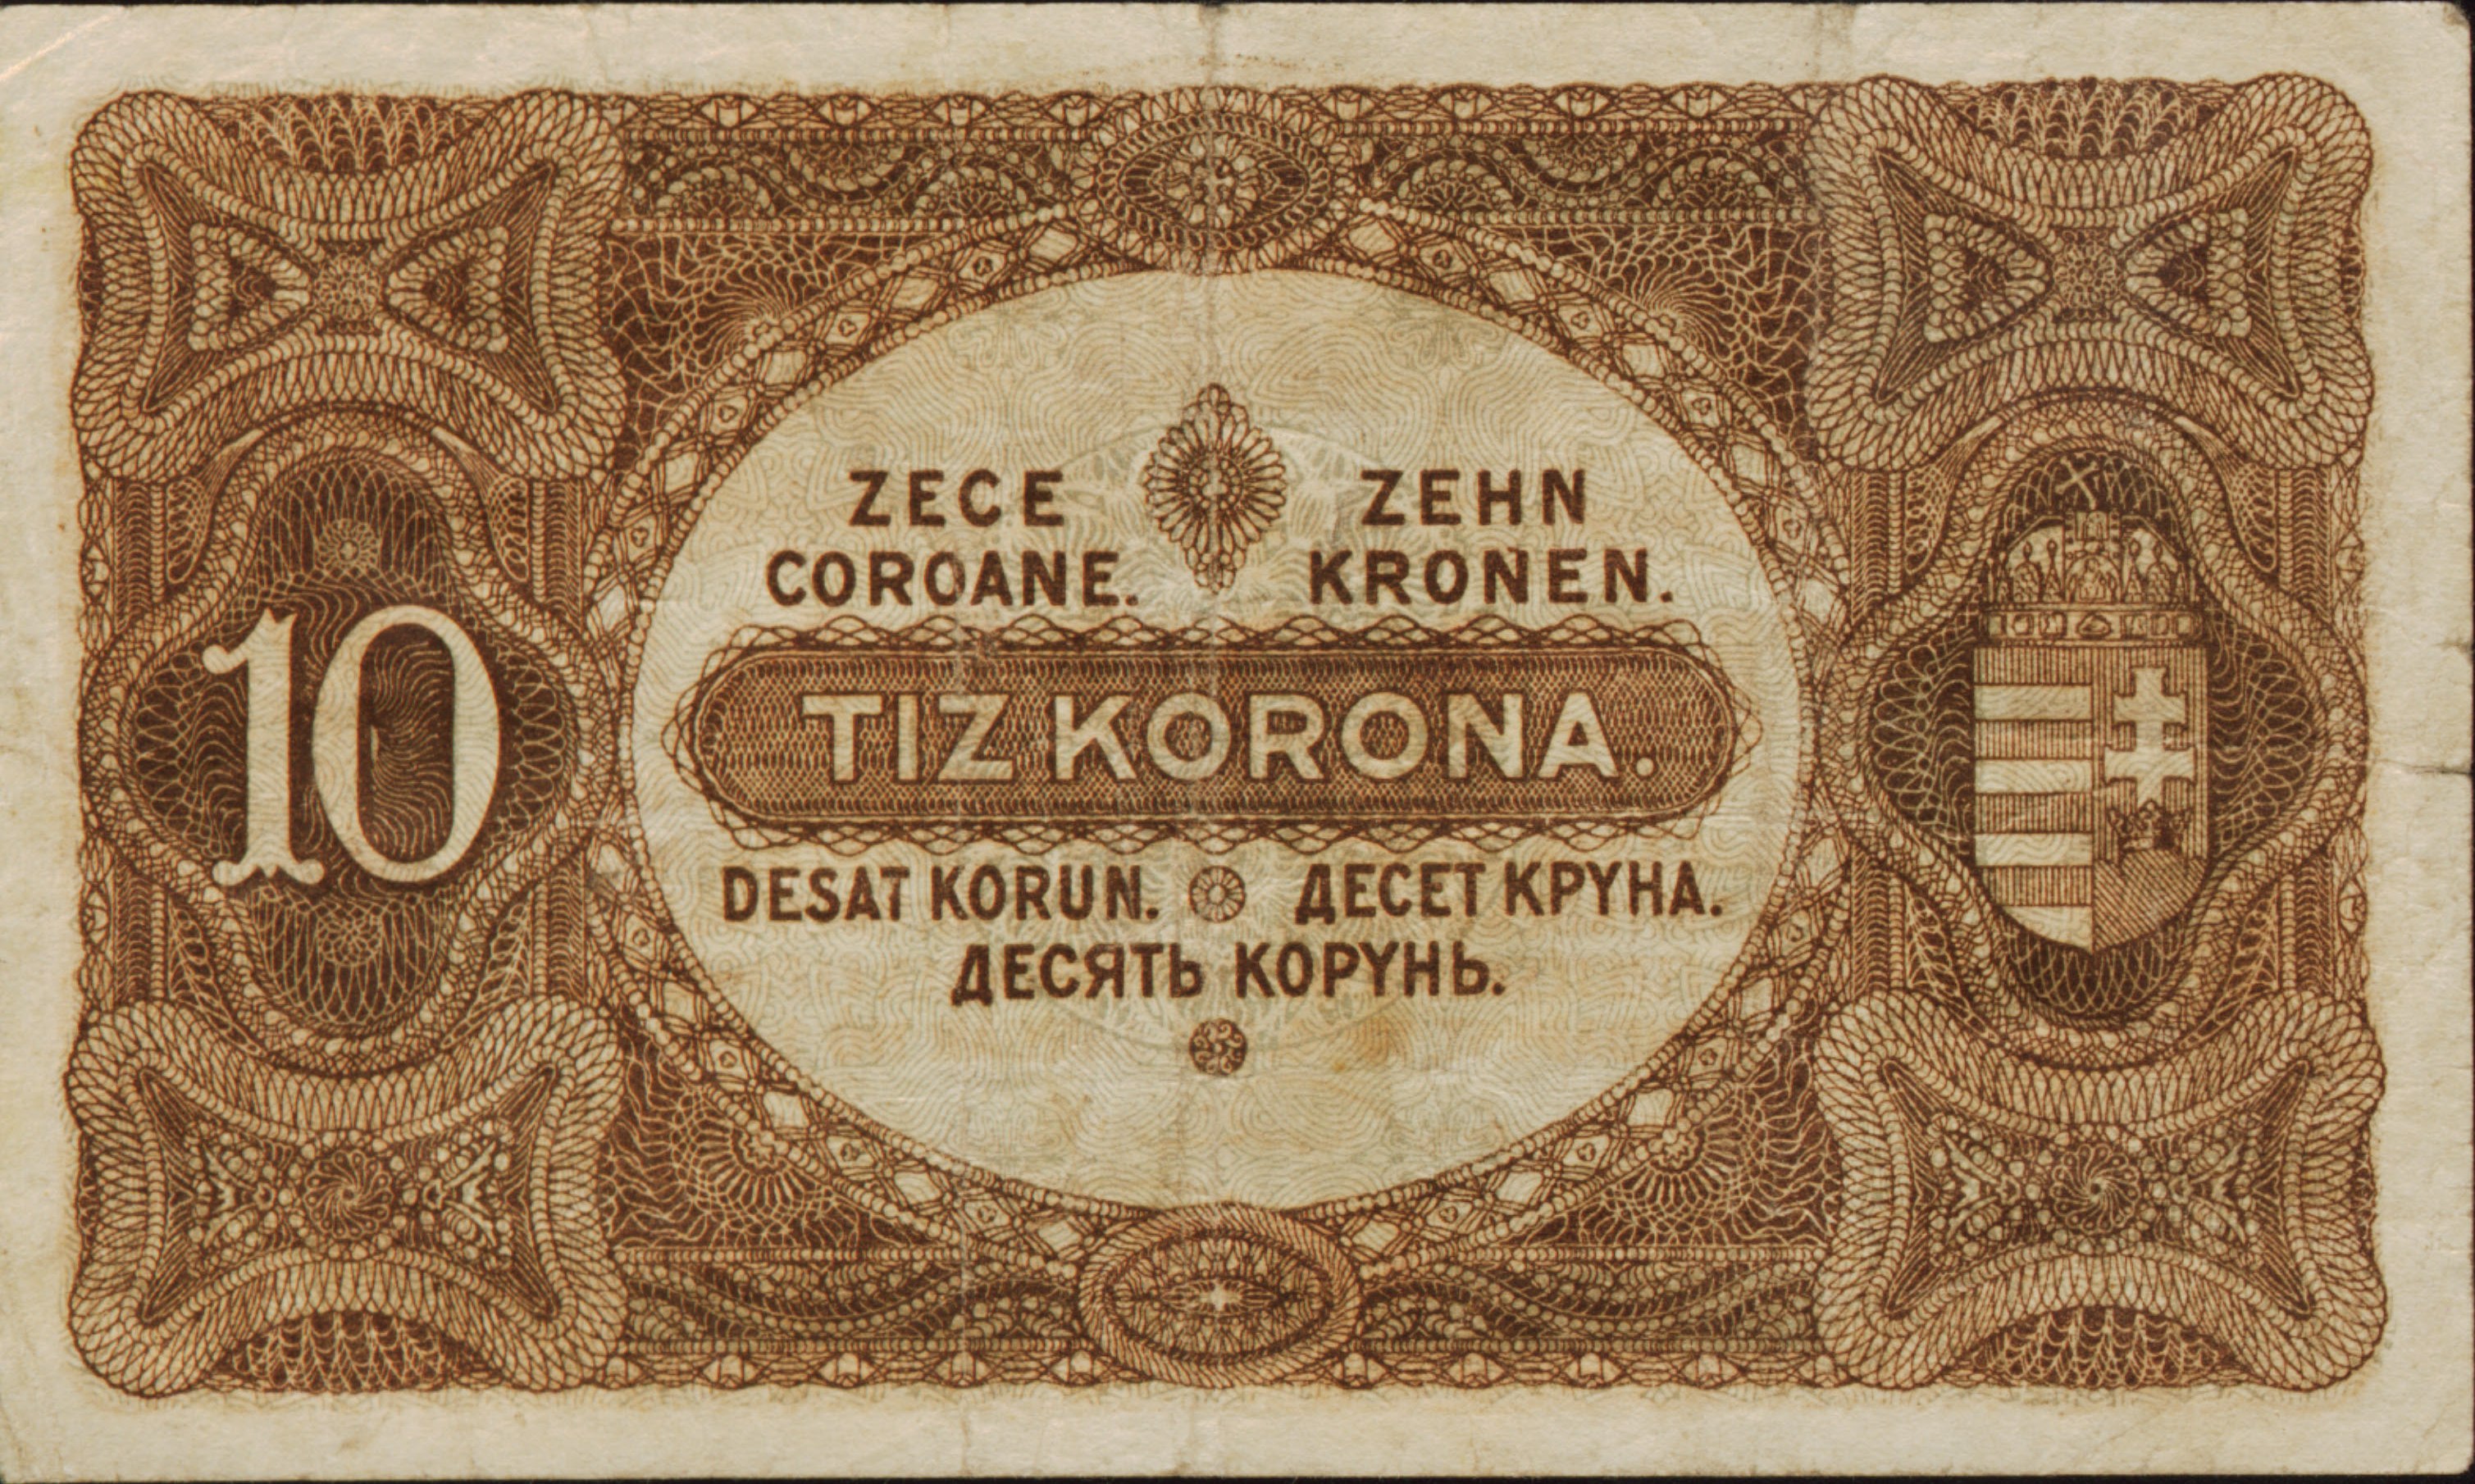 ZECE COROANE.
ZEHN KRONEN.
10
TIZ KORONA.
DESAT KORUN.
ДЕСЕТ КРУНА.
ДЕСЯТЬ КОРУНЬ.